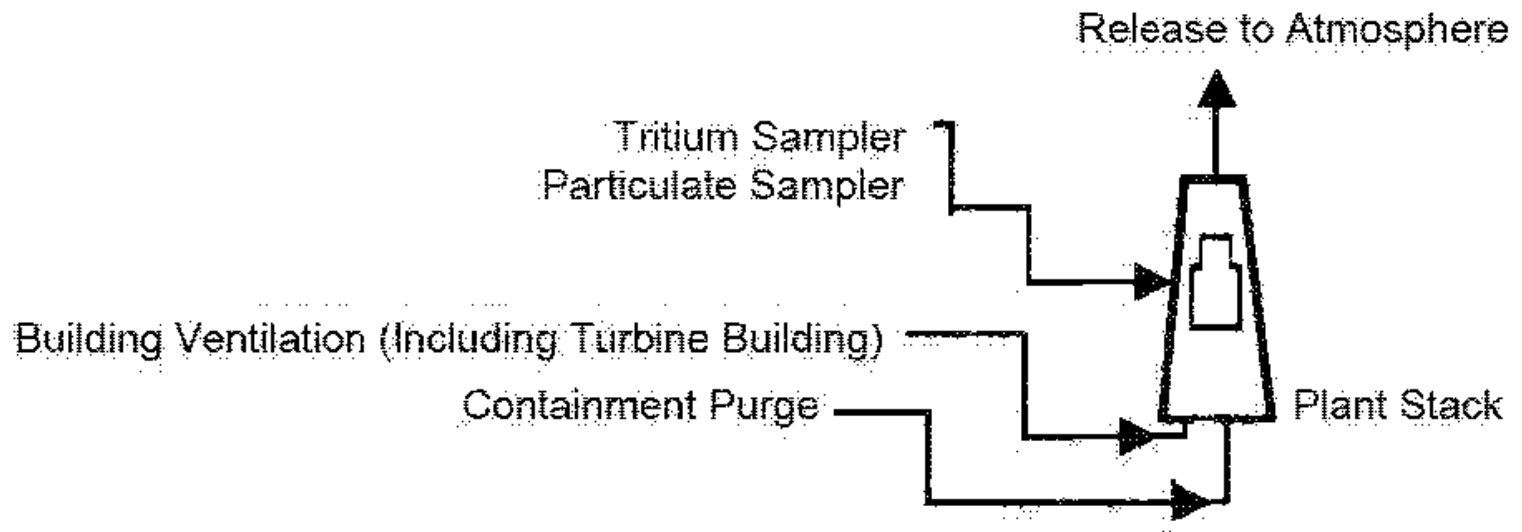 Release to Atmosphere
Tritium Sampler
Particulate Sampler
Building Ventilation (Including Turbine Building)
Containment Purge
Plant Stack